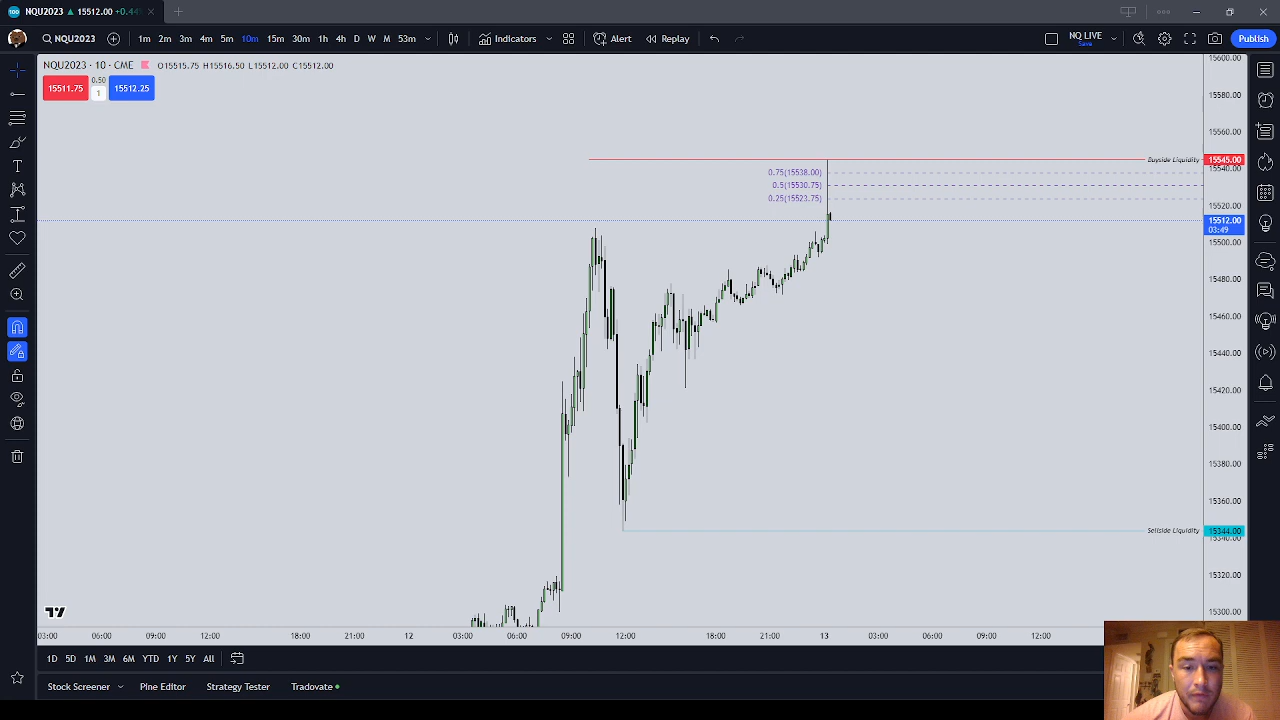 NQU2023 ▲ 15512.00 +0.44
NQU2023 1m 2m 3m 4m 5m 10m 15m 30m 1h 4h D W M 53m Indicators Alert Replay NQ LIVE Save Publish
NQU2023 · 10 · CME O15515.75 H15516.50 L15512.00 C15512.00
15511.75 0.50 1 15512.25
15600.00
15580.00
15560.00
Buyside Liquidity 15545.00
15540.00
0.75(15538.00)
0.5(15530.75)
0.25(15523.75)
15520.00
15512.00
03:49
15500.00
15480.00
15460.00
15440.00
15420.00
15400.00
15380.00
15360.00
Sellside Liquidity 15344.00
15340.00
15320.00
15300.00
03:00 06:00 09:00 12:00 18:00 21:00 12 03:00 06:00 09:00 12:00 18:00 21:00 13 03:00 06:00 09:00 12:00
1D 5D 1M 3M 6M YTD 1Y 5Y All
Stock Screener Pine Editor Strategy Tester Tradovate